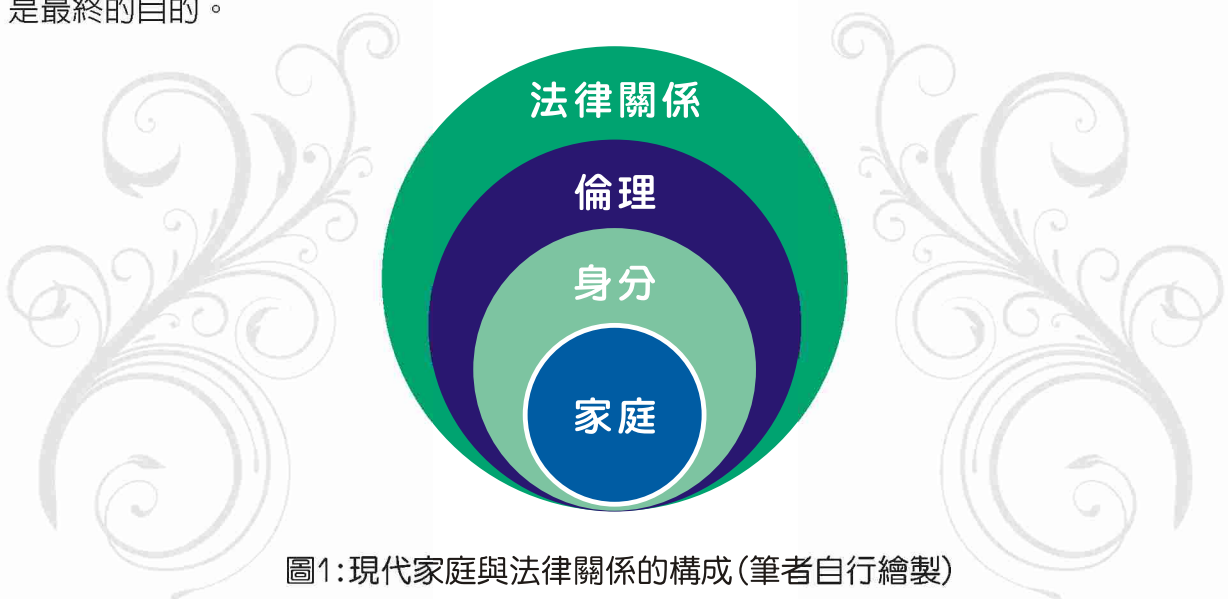 是最終的目的。
法律關係
倫理
身分
家庭
圖1:現代家庭與法律關係的構成(筆者自行繪製)